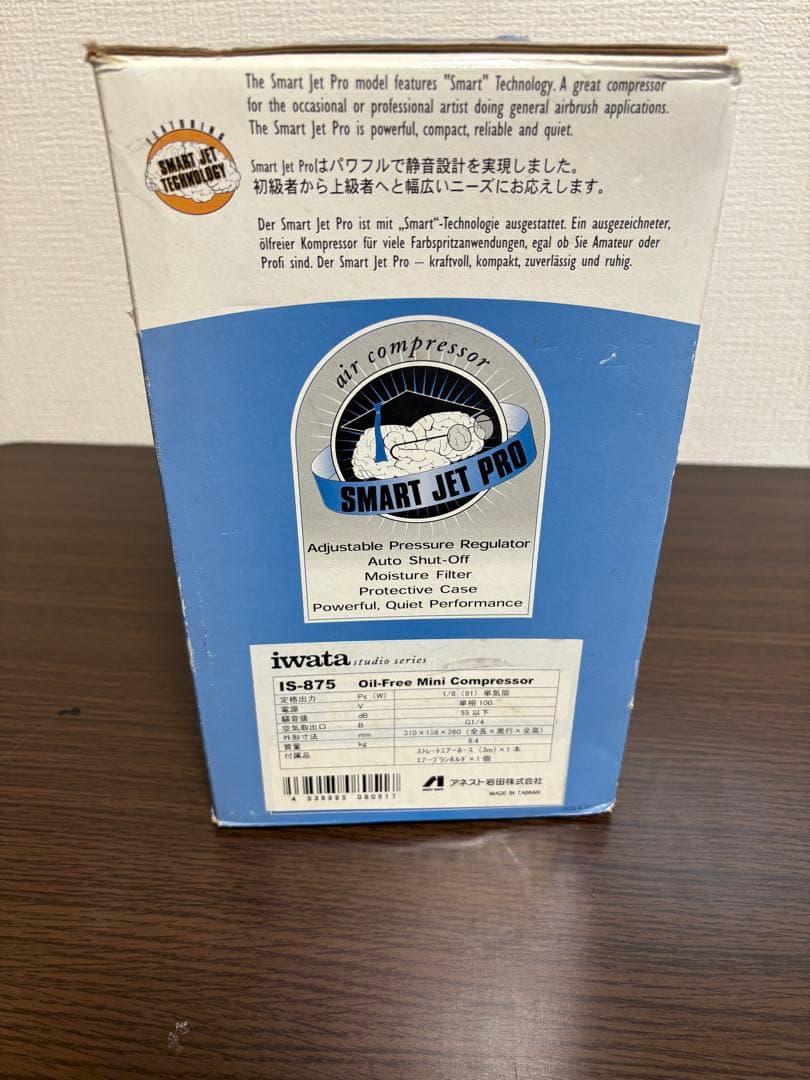 The Smart Jet Pro model features "Smart" Technology. A great compressor
for the occasional or professional artist doing general airbrush applications.
The Smart Jet Pro is powerful, compact, reliable and quiet.
FEATURING
SMART JET
TECHNOLOGY
Smart Jet Proはパワフルで静音設計を実現しました。
初級者から上級者へと幅広いニーズにお応えします。
Der Smart Jet Pro ist mit „Smart“-Technologie ausgestattet. Ein ausgezeichneter,
ölfreier Kompressor für viele Farbspritzanwendungen, egal ob Sie Amateur oder
Profi sind. Der Smart Jet Pro – kraftvoll, kompakt, zuverlässig und ruhig.
air compressor
SMART JET PRO
Adjustable Pressure Regulator
Auto Shut-Off
Moisture Filter
Protective Case
Powerful, Quiet Performance
iwata studio series
IS-875 Oil-Free Mini Compressor
定格出力 Ps (W) 1/8 (91) 単気筒
電源 V 単相 100
騒音値 dB 55 以下
空気取出口 B G1/4
外形寸法 mm 310×138×260 (全長×奥行×全高)
質量 kg 6.4
付属品 ストレートエアーホース (3m)×1本
エアーブラシホルダ×1個
アネスト岩田株式会社
MADE IN TAIWAN